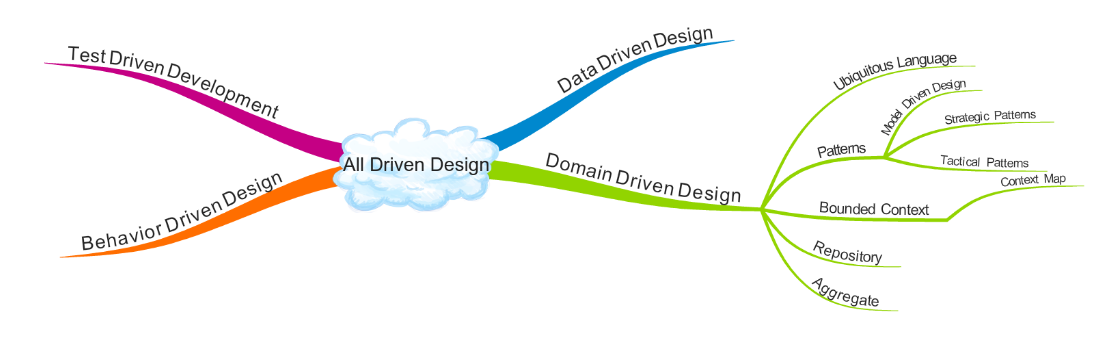 All Driven Design
Test Driven Development
Behavior Driven Design
Data Driven Design
Domain Driven Design
Ubiquitous Language
Patterns
Model Driven Design
Strategic Patterns
Tactical Patterns
Bounded Context
Context Map
Repository
Aggregate